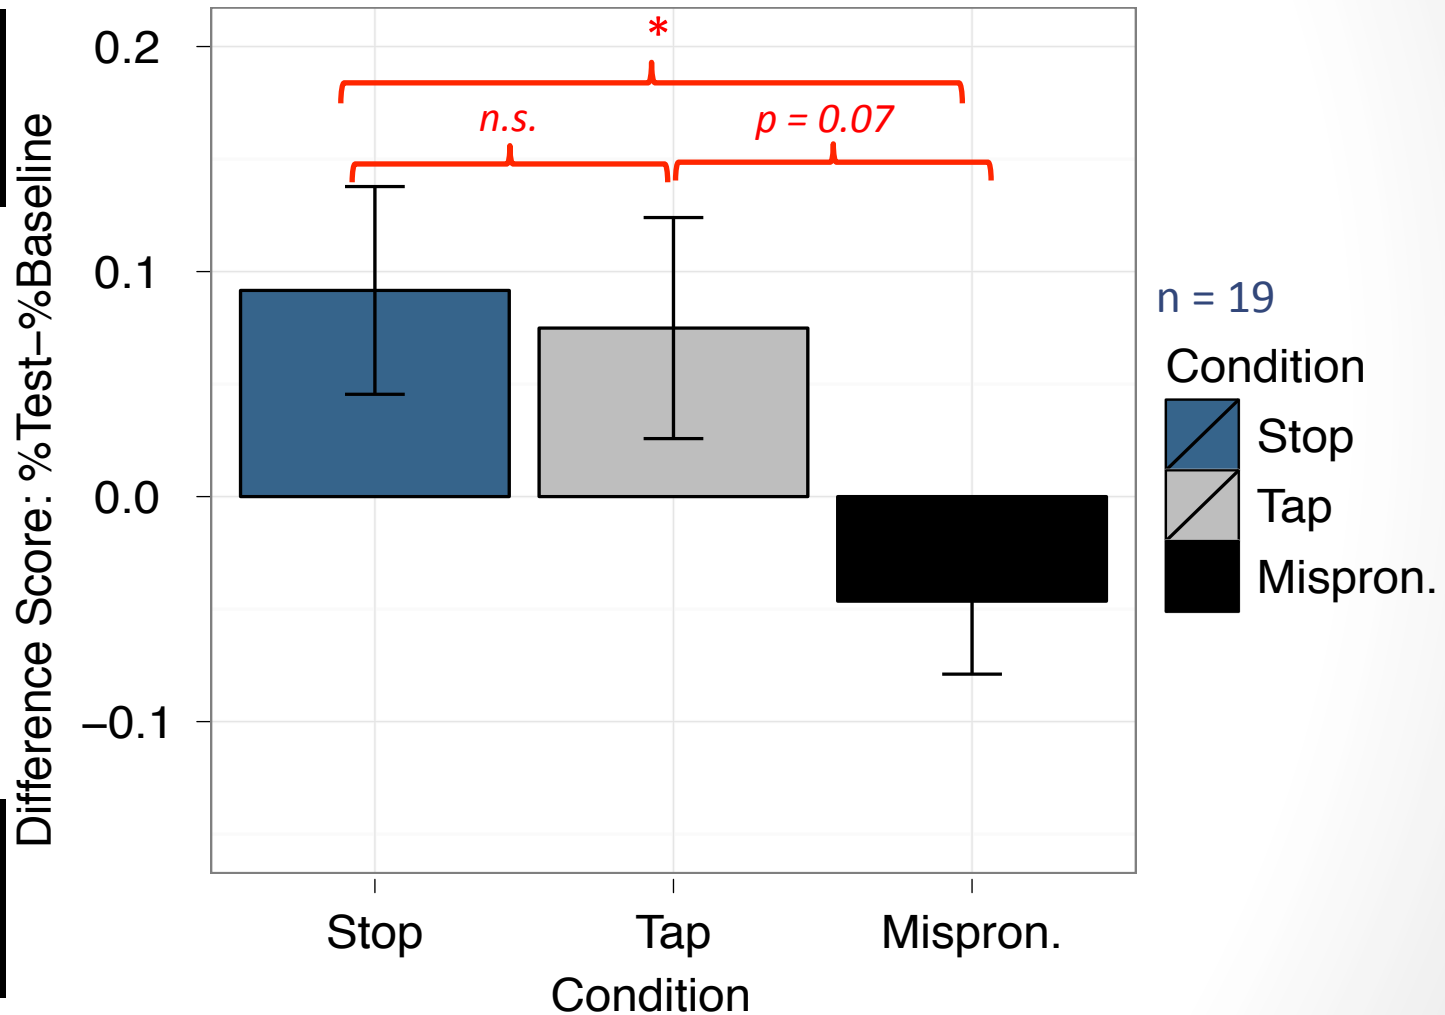 Difference Score: %Test–%Baseline
0.2
0.1
0.0
−0.1
*
n.s.
p = 0.07
Stop
Tap
Mispron.
Condition
n = 19
Condition
Stop
Tap
Mispron.